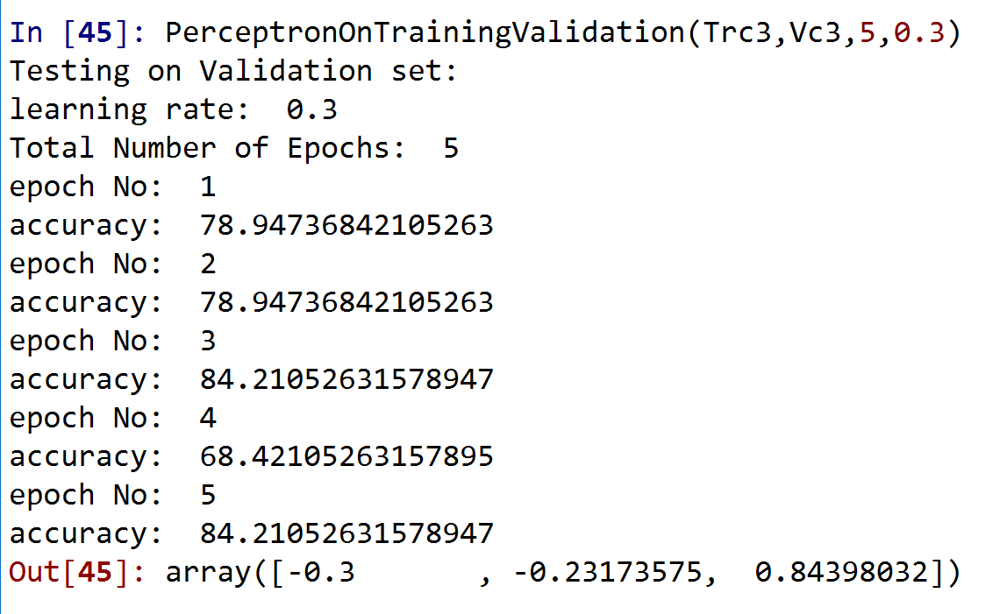 In [45]: PerceptronOnTrainingValidation(Trc3,Vc3,5,0.3)
Testing on Validation set:
learning rate:  0.3
Total Number of Epochs:  5
epoch No:  1
accuracy:  78.94736842105263
epoch No:  2
accuracy:  78.94736842105263
epoch No:  3
accuracy:  84.21052631578947
epoch No:  4
accuracy:  68.42105263157895
epoch No:  5
accuracy:  84.21052631578947
Out[45]: array([-0.3       , -0.23173575,  0.84398032])